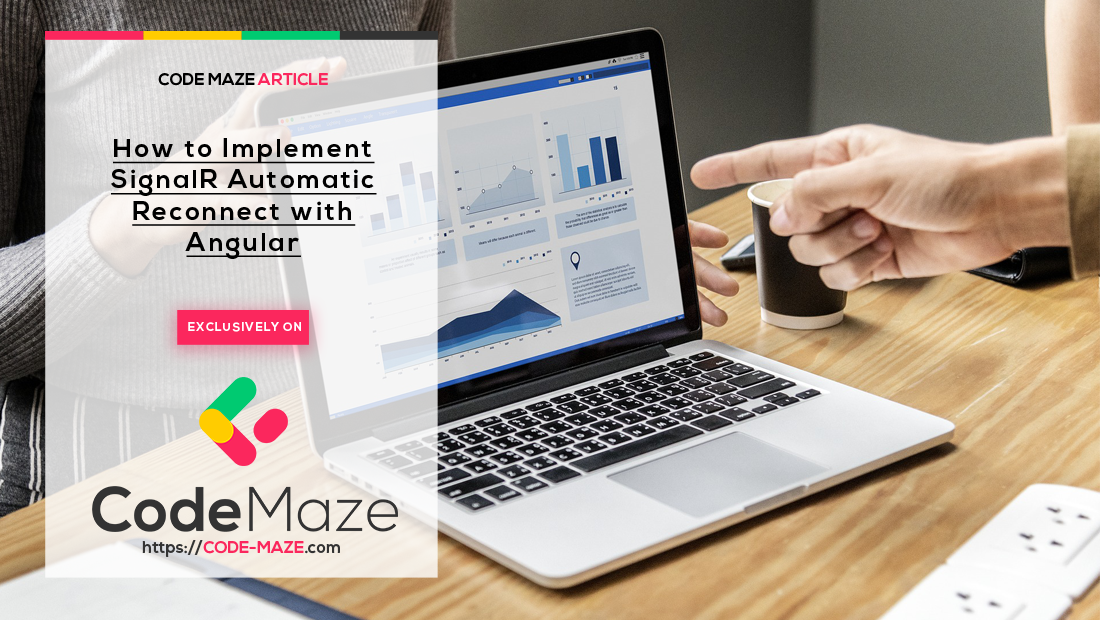 CODE MAZE ARTICLE
How to Implement
SignalR Automatic
Reconnect with
Angular
EXCLUSIVELY ON
CodeMaze
https://CODE-MAZE.com